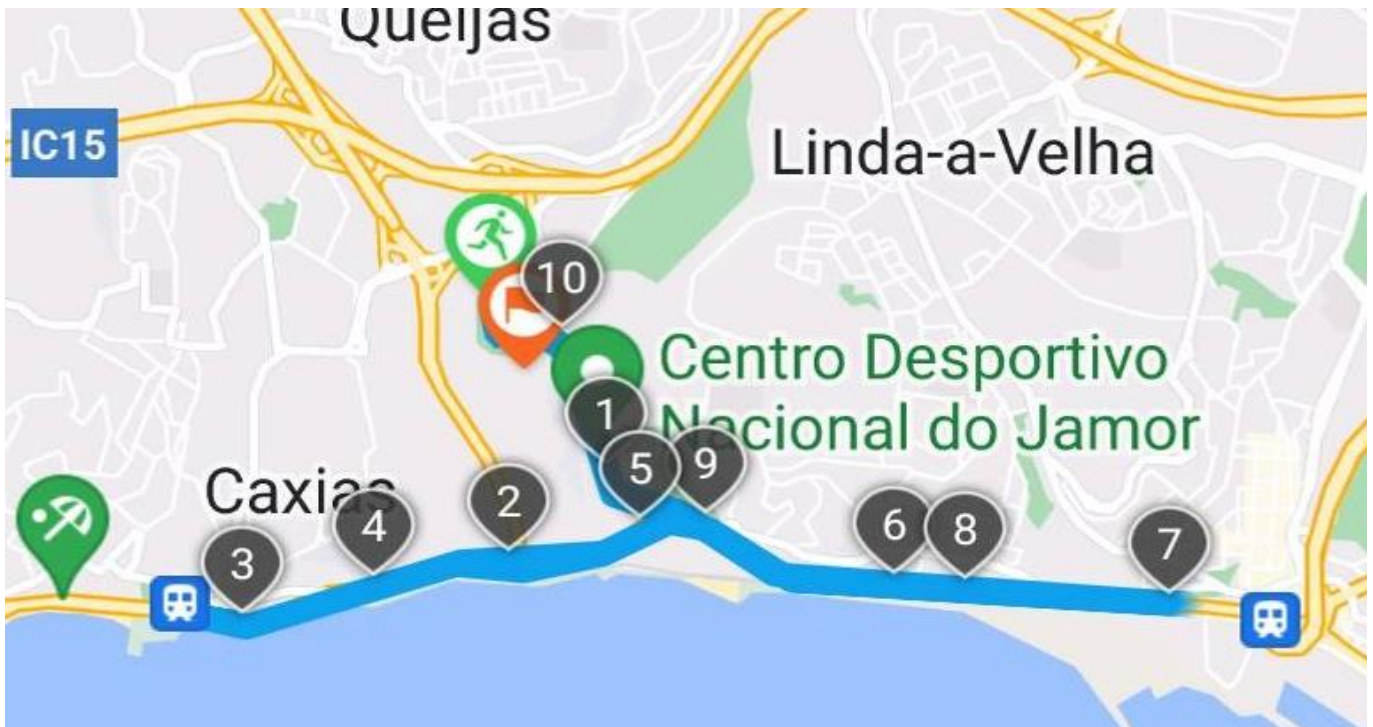 Queijas
IC15
Linda-a-Velha
10
Centro Desportivo
Nacional do Jamor
1
5
9
2
Caxias
4
3
6
8
7